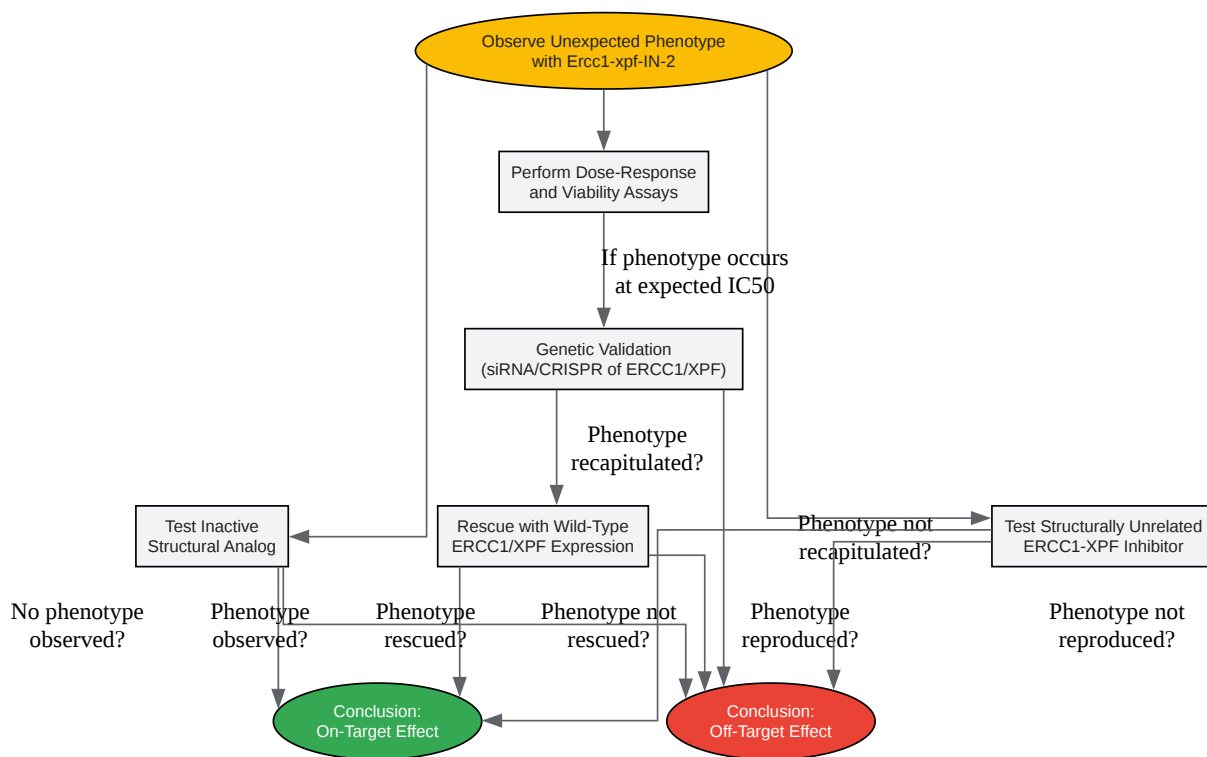 Observe Unexpected Phenotype
with Ercc1-xpf-IN-2
Perform Dose-Response
and Viability Assays
If phenotype occurs
at expected IC50
Genetic Validation
(siRNA/CRISPR of ERCC1/XPF)
Phenotype
recapitulated?
Test Inactive
Structural Analog
Rescue with Wild-Type
ERCC1/XPF Expression
Phenotype not
recapitulated?
Test Structurally Unrelated
ERCC1-XPF Inhibitor
No phenotype
observed?
Phenotype
observed?
Phenotype
rescued?
Phenotype not
rescued?
Phenotype
reproduced?
Phenotype not
reproduced?
Conclusion:
On-Target Effect
Conclusion:
Off-Target Effect